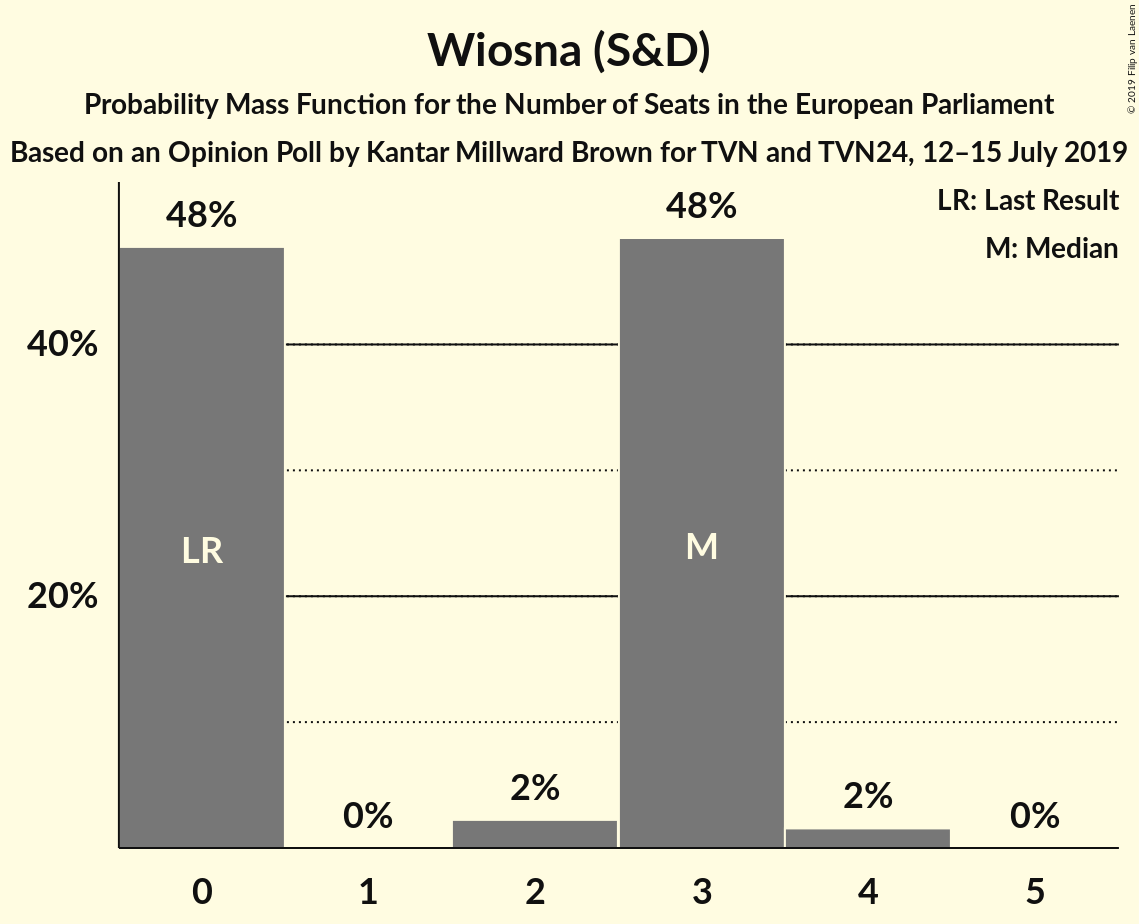 Wiosna (S&D)
Probability Mass Function for the Number of Seats in the European Parliament
Based on an Opinion Poll by Kantar Millward Brown for TVN and TVN24, 12–15 July 2019
© 2019 Filip van Laenen
LR: Last Result
M: Median
48%
48%
40%
LR
M
20%
2%
2%
0%
0%
0 1 2 3 4 5